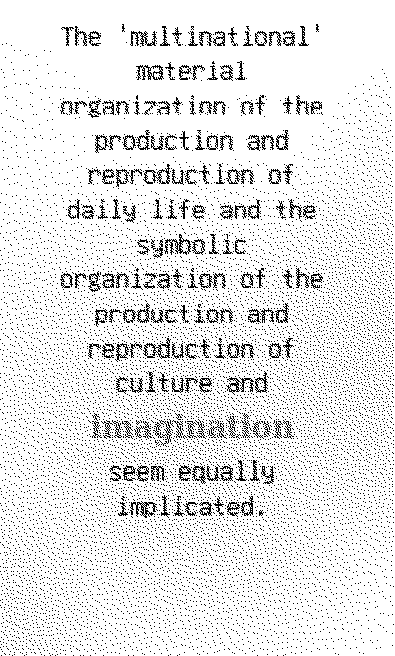 The 'multinational'
material
organization of the
production and
reproduction of
daily life and the
symbolic
organization of the
production and
reproduction of
culture and
imagination
seem equally
implicated.